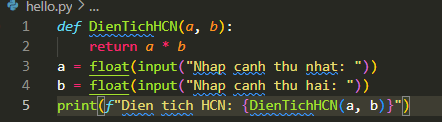 hello.py > ...
1 def DienTichHCN(a, b):
2     return a * b
3 a = float(input("Nhap canh thu nhat: "))
4 b = float(input("Nhap canh thu hai: "))
5 print(f"Dien tich HCN: {DienTichHCN(a, b)}")